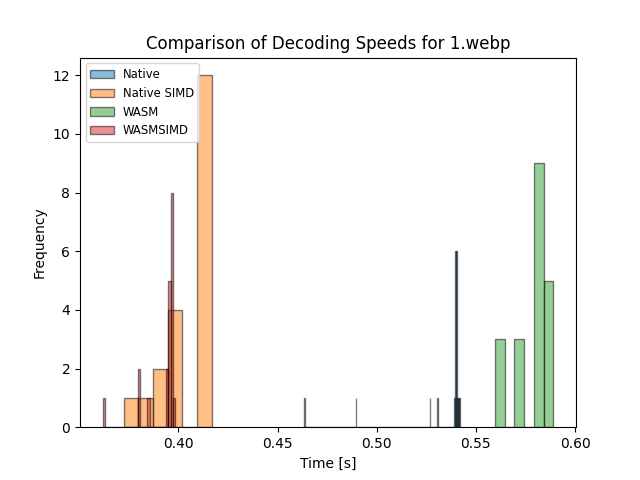 Comparison of Decoding Speeds for 1.webp
Native
Native SIMD
WASM
WASMSIMD
Frequency
12
10
8
6
4
2
0
0.40
0.45
0.50
0.55
0.60
Time [s]